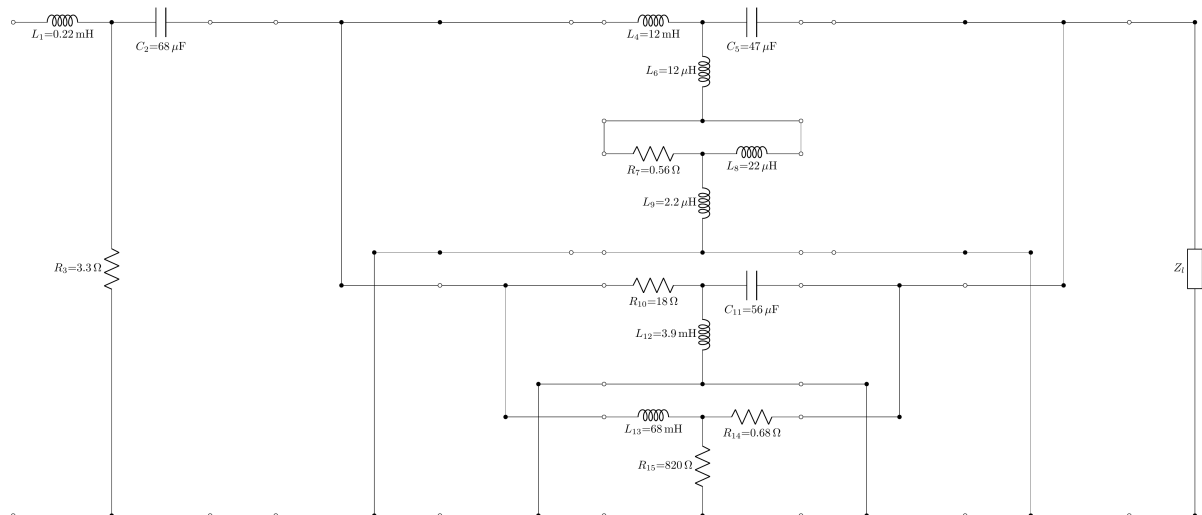 L₁=0.22 mH
C₂=68 μF
L₄=12 mH
C₅=47 μF
L₆=12 μH
R₇=0.56 Ω
L₈=22 μH
L₉=2.2 μH
R₃=3.3 Ω
Zₗ
R₁₀=18 Ω
C₁₁=56 μF
L₁₂=3.9 mH
L₁₃=68 mH
R₁₄=0.68 Ω
R₁₅=820 Ω